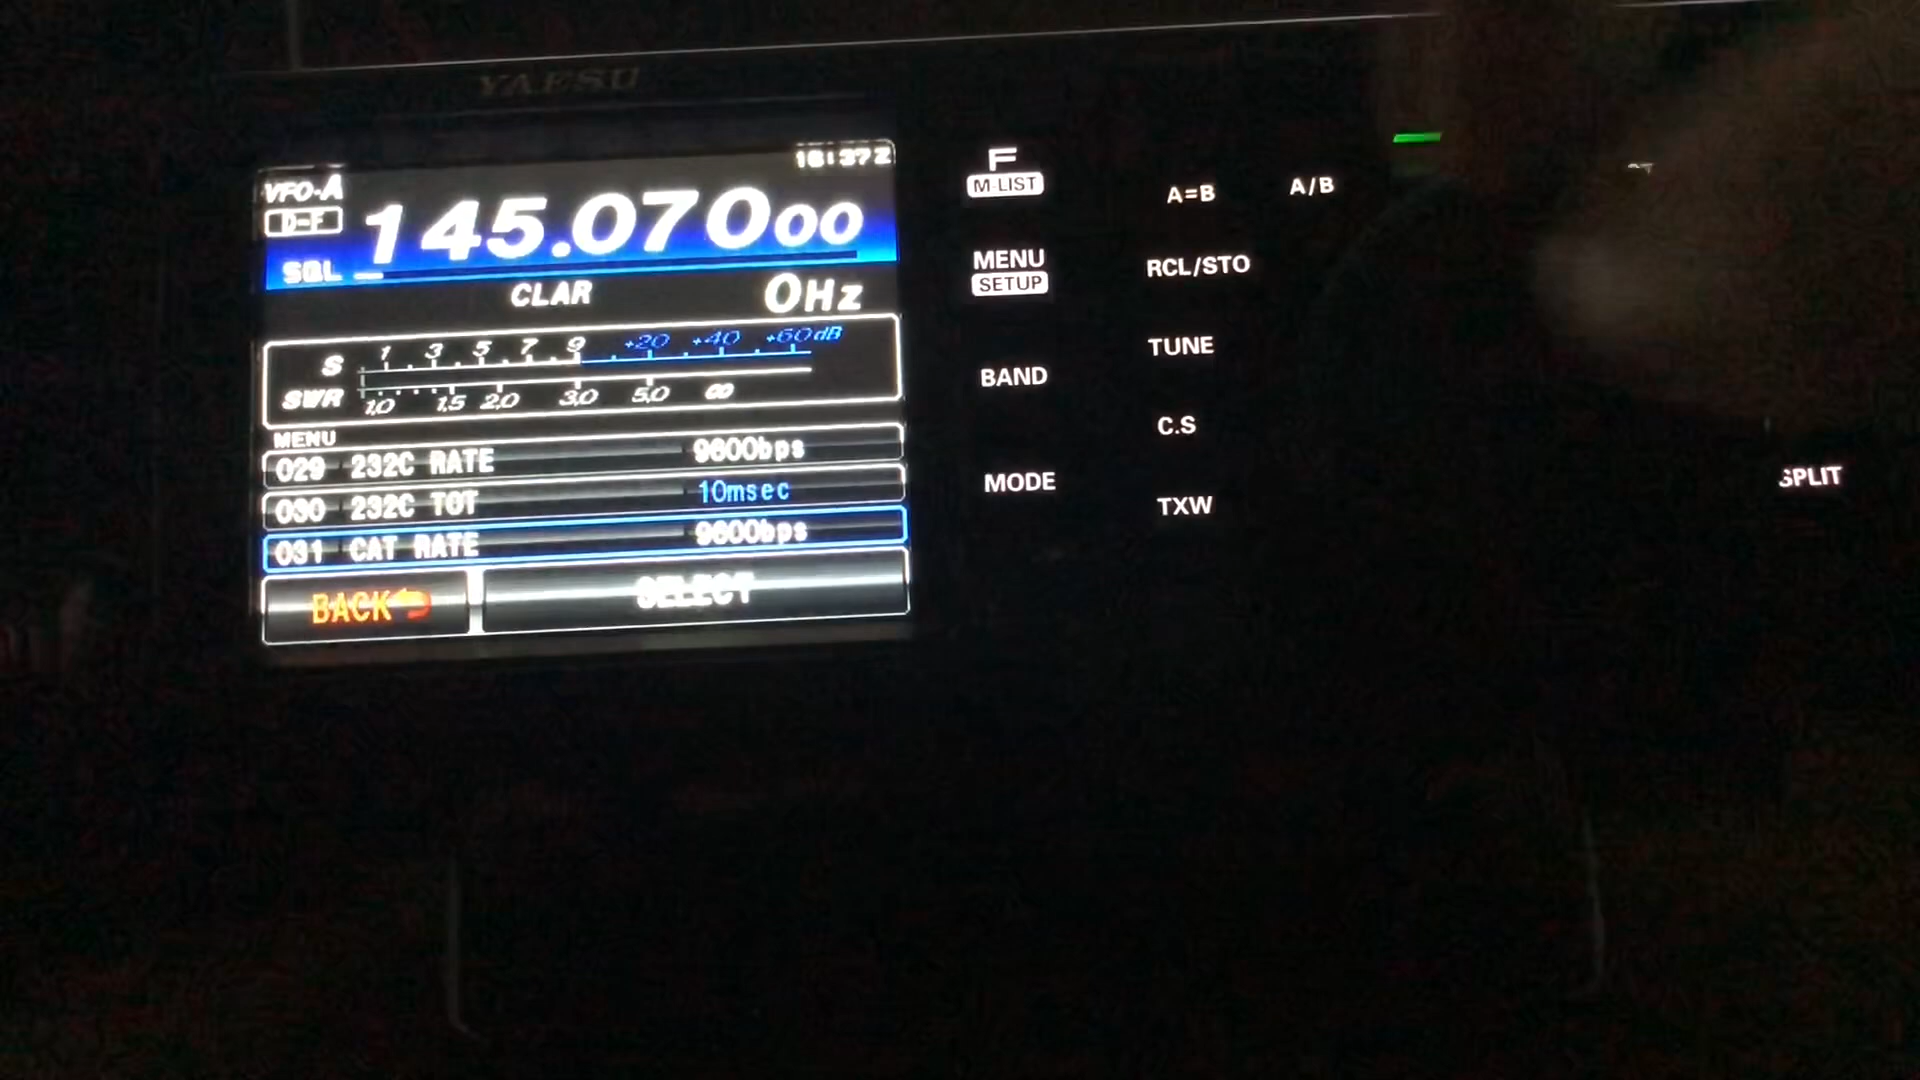 YAESU
16:37Z
VFO-A
D-F
145.07000
SQL
CLAR 0Hz
S 1 3 5 7 9 +20 +40 +60dB
SWR 1.0 1.5 2.0 3.0 5.0 ∞
MENU
029 232C RATE 9600bps
030 232C TOT 10msec
031 CAT RATE 9600bps
BACK SELECT
F
M-LIST
MENU
SETUP
BAND
MODE
A=B A/B
RCL/STO
TUNE
C.S
TXW
SPLIT